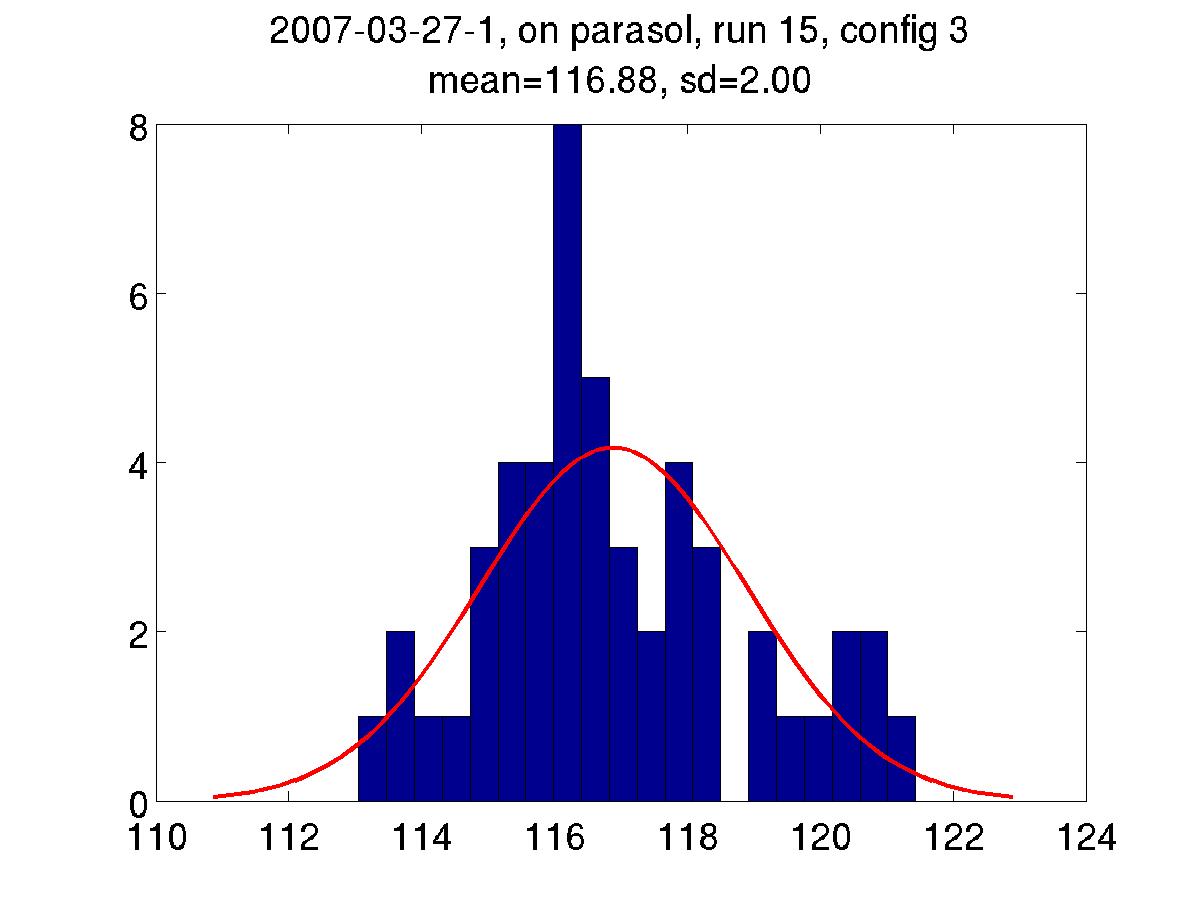 2007-03-27-1, on parasol, run 15, config 3
mean=116.88, sd=2.00
8
6
4
2
0
110 112 114 116 118 120 122 124